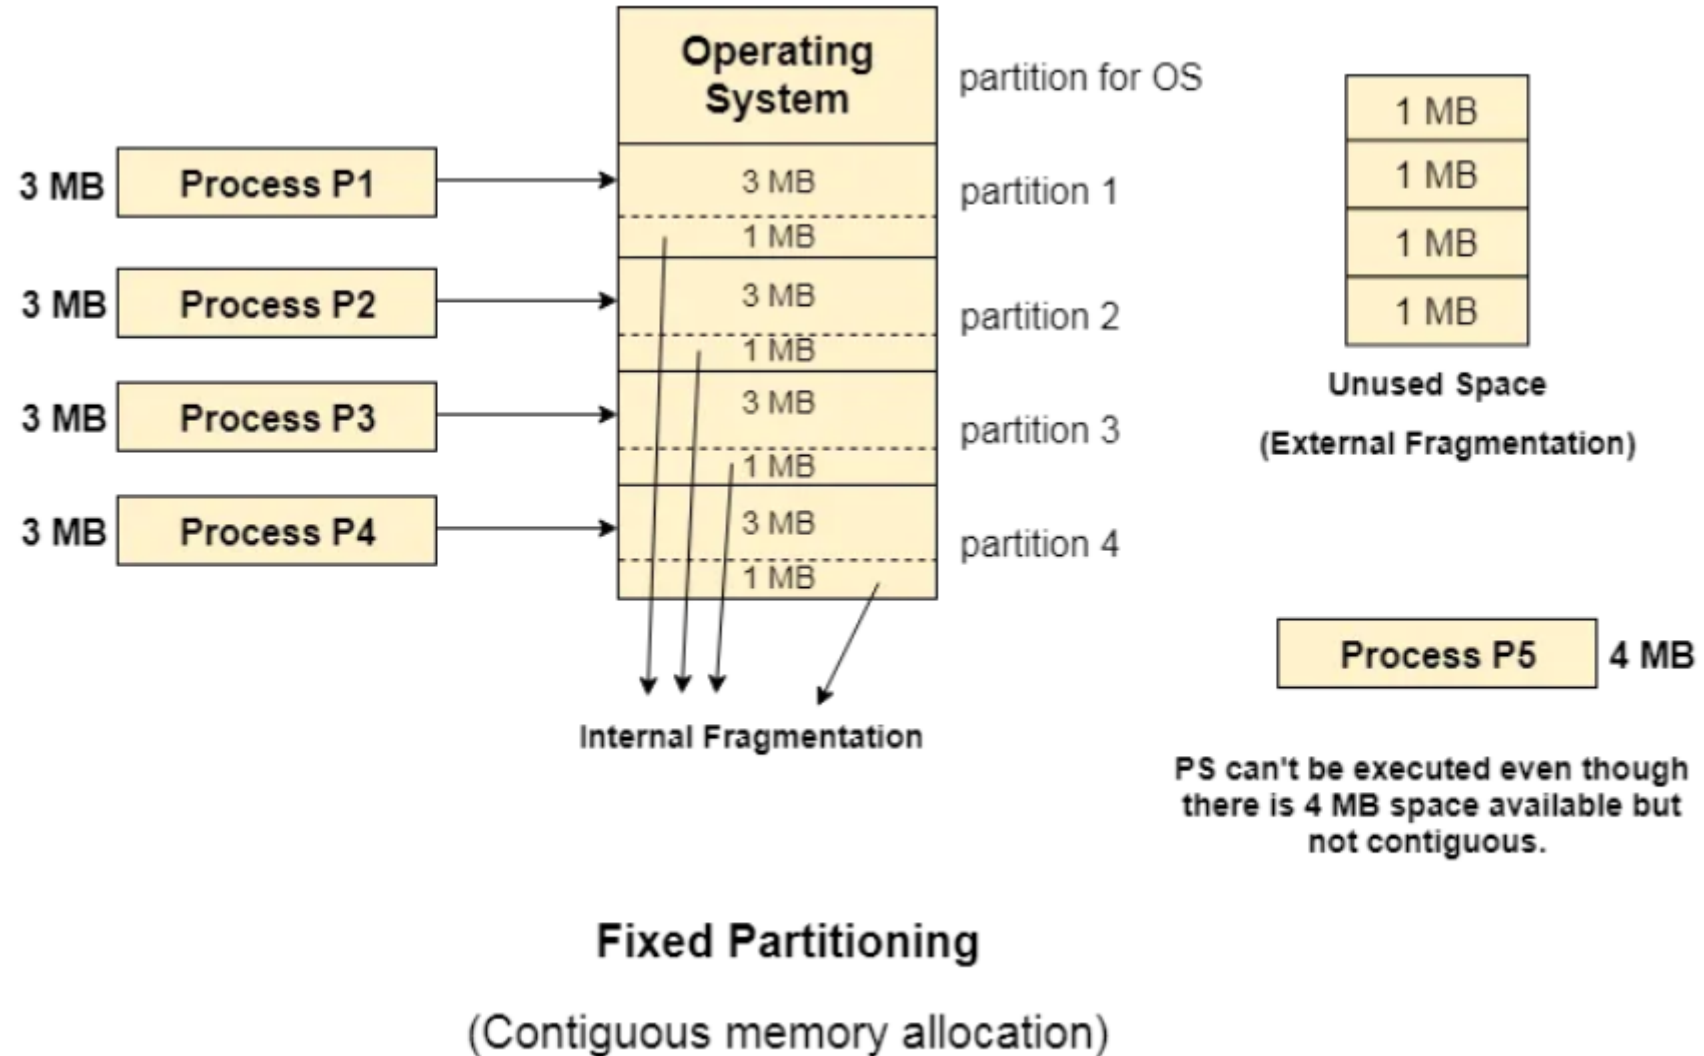 Operating
System
partition for OS
3 MB Process P1
3 MB
1 MB
partition 1
3 MB Process P2
3 MB
1 MB
partition 2
3 MB Process P3
3 MB
1 MB
partition 3
3 MB Process P4
3 MB
1 MB
partition 4
Internal Fragmentation
1 MB
1 MB
1 MB
1 MB
Unused Space
(External Fragmentation)
Process P5 4 MB
PS can't be executed even though
there is 4 MB space available but
not contiguous.
Fixed Partitioning
(Contiguous memory allocation)